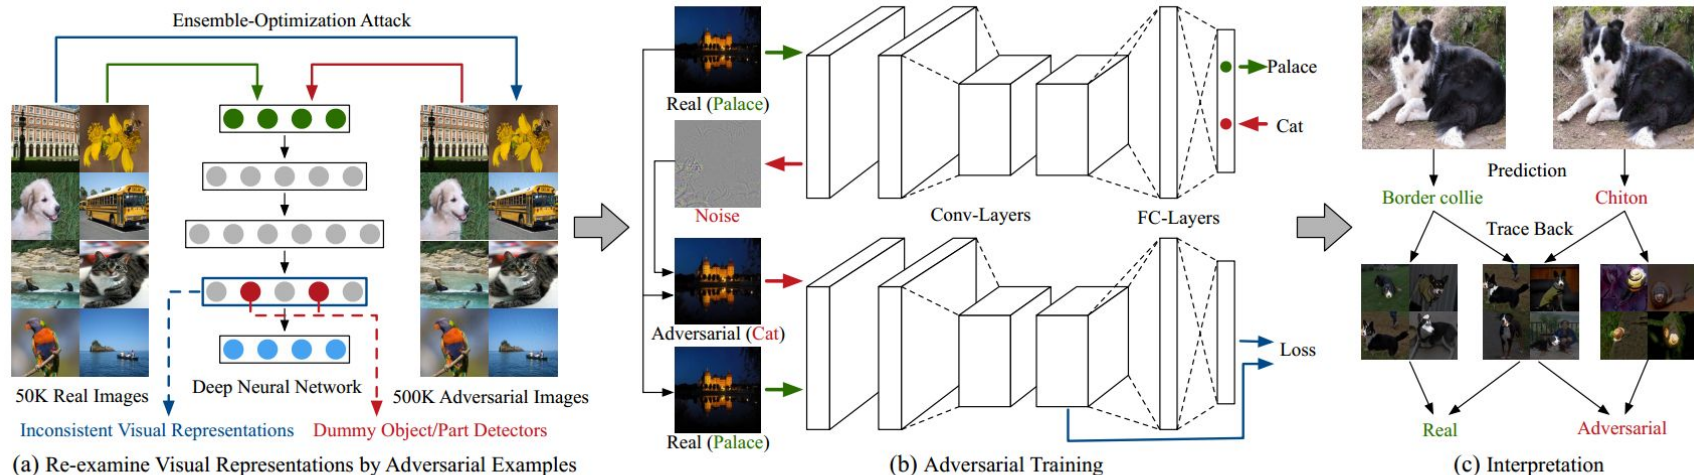 Ensemble-Optimization Attack
50K Real Images
Deep Neural Network
500K Adversarial Images
Inconsistent Visual Representations
Dummy Object/Part Detectors
(a) Re-examine Visual Representations by Adversarial Examples
Real (Palace)
Noise
Adversarial (Cat)
Real (Palace)
Conv-Layers
FC-Layers
Palace
Cat
Loss
(b) Adversarial Training
Prediction
Border collie
Chiton
Trace Back
Real
Adversarial
(c) Interpretation